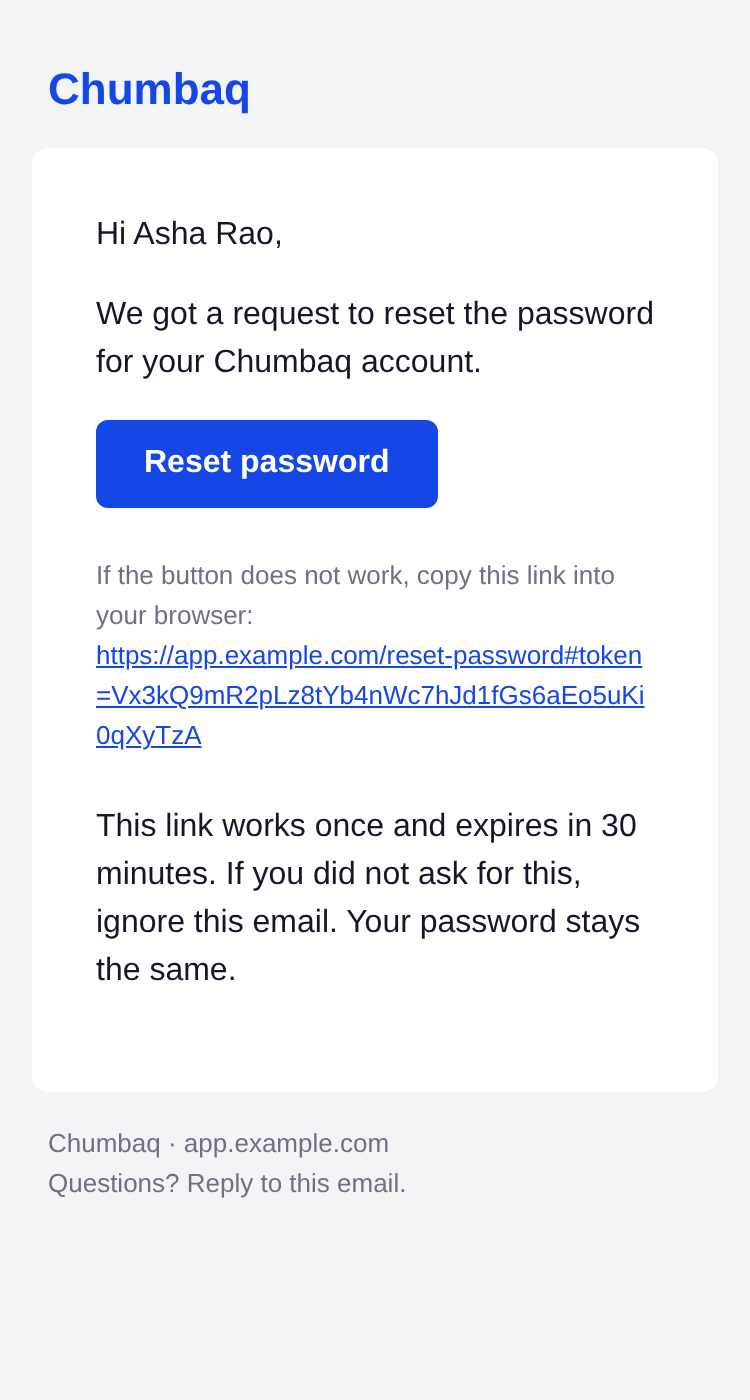 Chumbaq
Hi Asha Rao,
We got a request to reset the password
for your Chumbaq account.
Reset password
If the button does not work, copy this link into
your browser:
https://app.example.com/reset-password#token
=Vx3kQ9mR2pLz8tYb4nWc7hJd1fGs6aEo5uKi
0qXyTzA
This link works once and expires in 30
minutes. If you did not ask for this,
ignore this email. Your password stays
the same.
Chumbaq · app.example.com
Questions? Reply to this email.